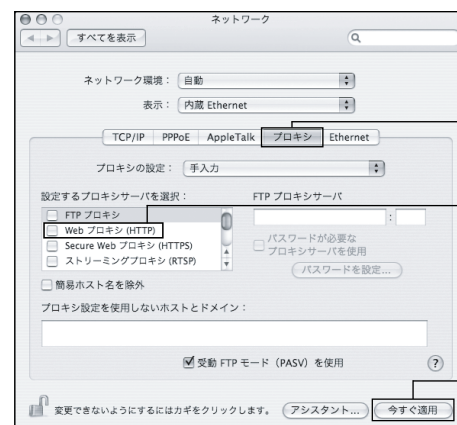 ネットワーク
すべてを表示
ネットワーク環境： 自動
表示： 内蔵 Ethernet
TCP/IP PPPoE AppleTalk プロキシ Ethernet
プロキシの設定： 手入力
設定するプロキシサーバを選択： FTP プロキシサーバ
FTP プロキシ
:
Web プロキシ (HTTP)
Secure Web プロキシ (HTTPS)
ストリーミングプロキシ (RTSP)
パスワードが必要な
プロキシサーバを使用
パスワードを設定...
簡易ホスト名を除外
プロキシ設定を使用しないホストとドメイン：
受動 FTP モード（PASV）を使用 ?
変更できないようにするにはカギをクリックします。 アシスタント... 今すぐ適用